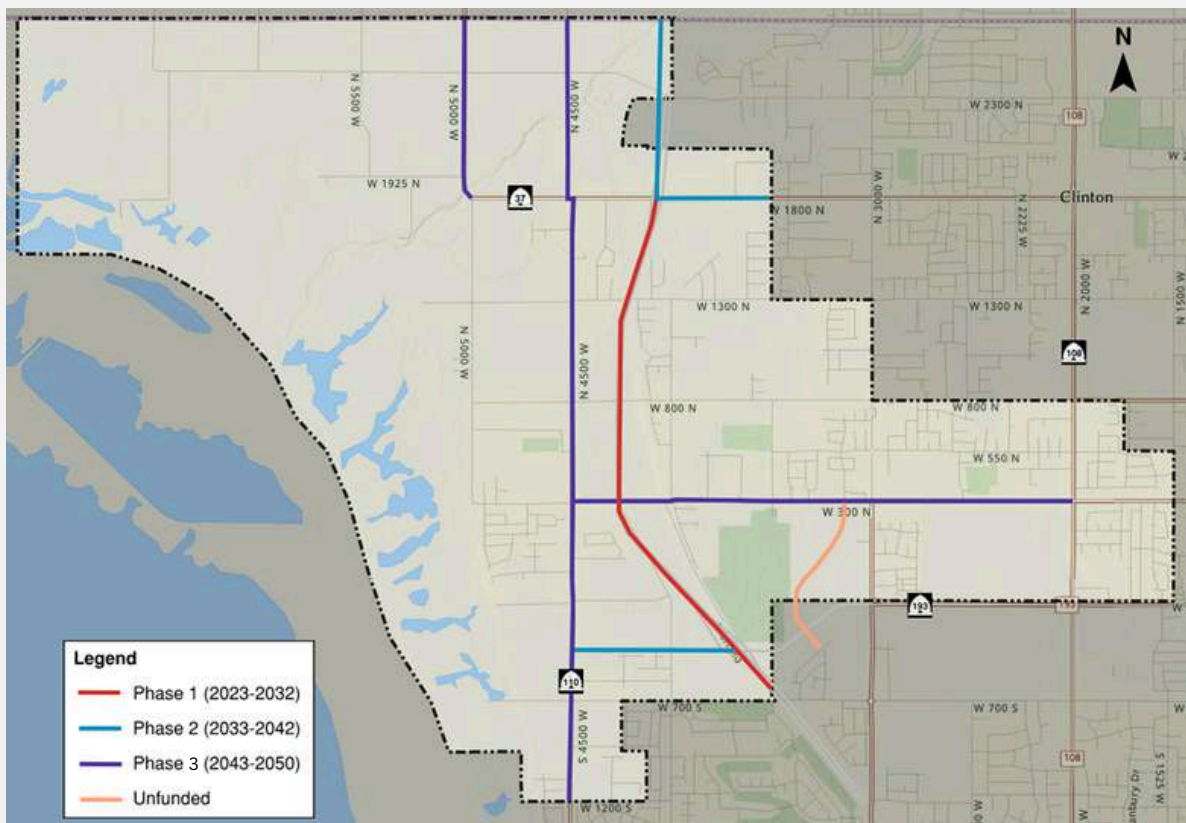 N
W 2300 N
108
N 5500 W
N 5000 W
N 4500 W
W 1925 N
37
W 1800 N
N 3000 W
N 2225 W
Clinton
N 2000 W
N 1500 W
W 1300 N
W 1300 N
N 5000 W
N 4500 W
108
W 800 N
W 800 N
W 550 N
W 300 N
193
193
Legend
Phase 1 (2023-2032)
Phase 2 (2033-2042)
Phase 3 (2043-2050)
Unfunded
110
S 4500 W
W 700 S
W 700 S
108
S 1525 W
W 1200 S